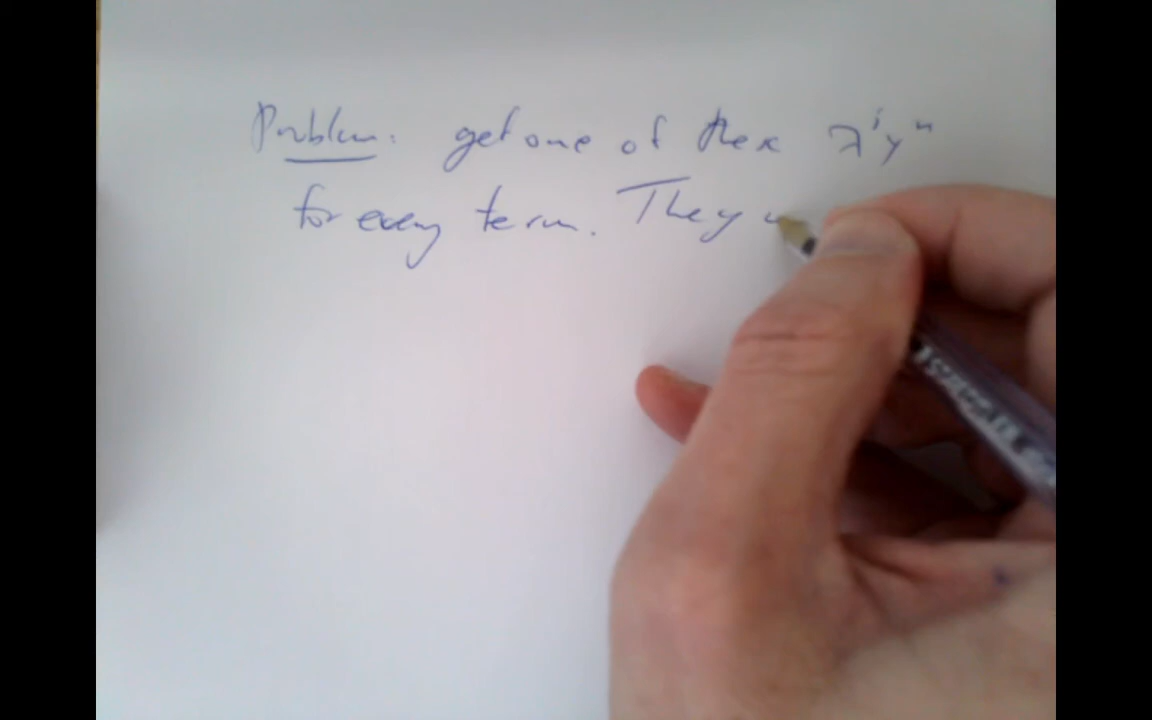 Problem: get one of these λ's y"
for every term. They